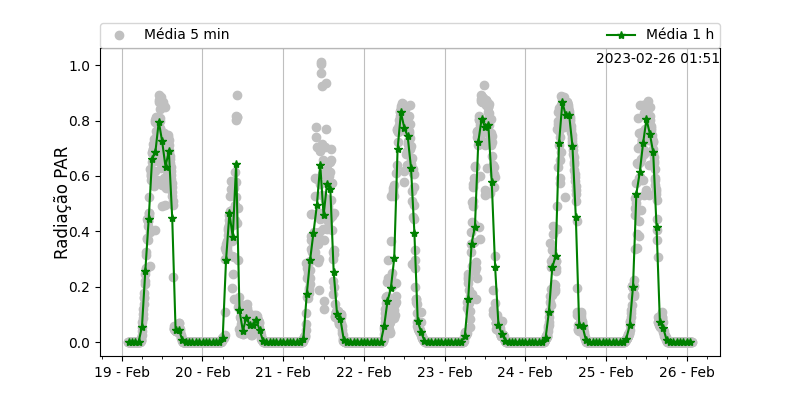 Média 5 min
Média 1 h
2023-02-26 01:51
Radiação PAR
1.0
0.8
0.6
0.4
0.2
0.0
19 - Feb 20 - Feb 21 - Feb 22 - Feb 23 - Feb 24 - Feb 25 - Feb 26 - Feb